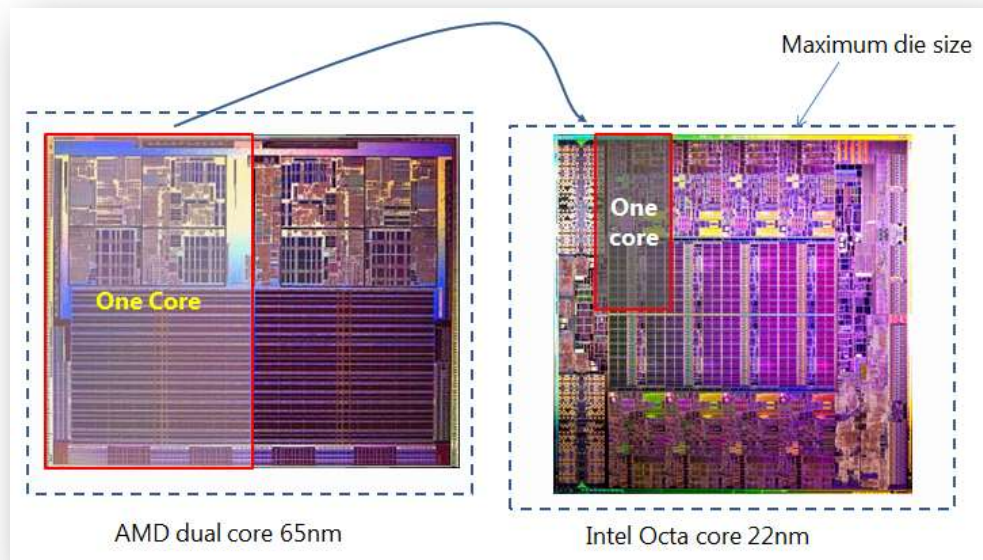 Maximum die size
One
core
One Core
AMD dual core 65nm
Intel Octa core 22nm